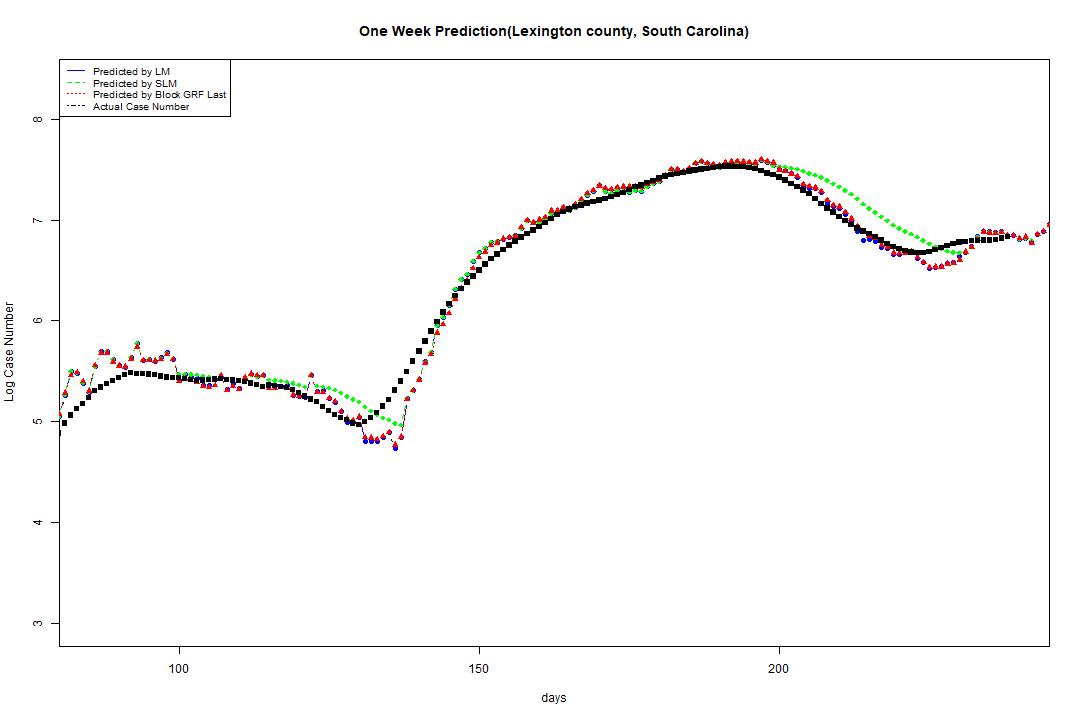 One Week Prediction(Lexington county, South Carolina)
Predicted by LM
Predicted by SLM
Predicted by Block GRF Last
Actual Case Number
8
7
6
5
4
3
Log Case Number
100 150 200
days